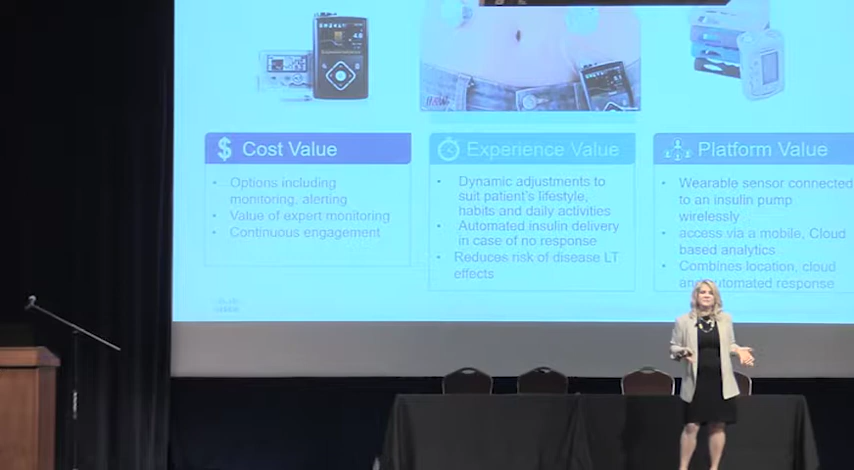 Cost Value
Options including
monitoring, alerting
Value of expert monitoring
Continuous engagement
Experience Value
Dynamic adjustments to
suit patient's lifestyle,
habits and daily activities
Automated insulin delivery
in case of no response
Reduces risk of disease LT
effects
Platform Value
Wearable sensor connected
to an insulin pump
wirelessly
access via a mobile, Cloud
based analytics
Combines location, cloud
and automated response